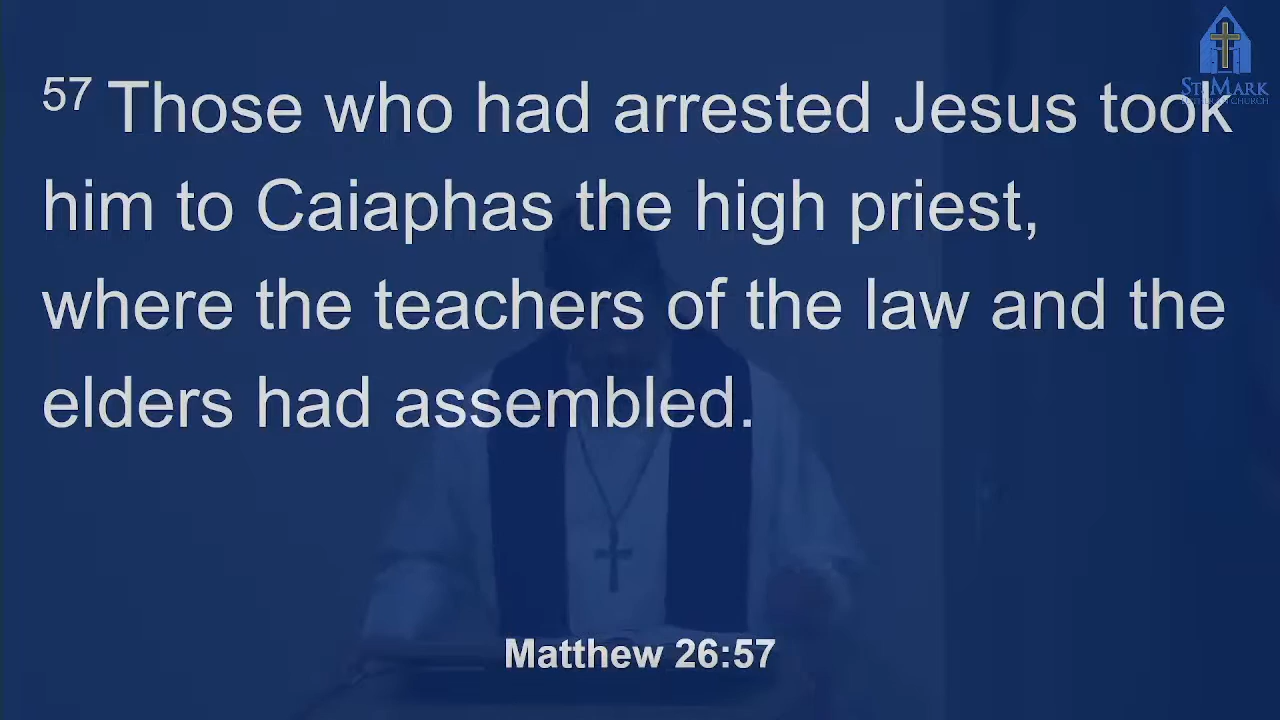 57 Those who had arrested Jesus took
him to Caiaphas the high priest,
where the teachers of the law and the
elders had assembled.
Matthew 26:57
ST. MARK